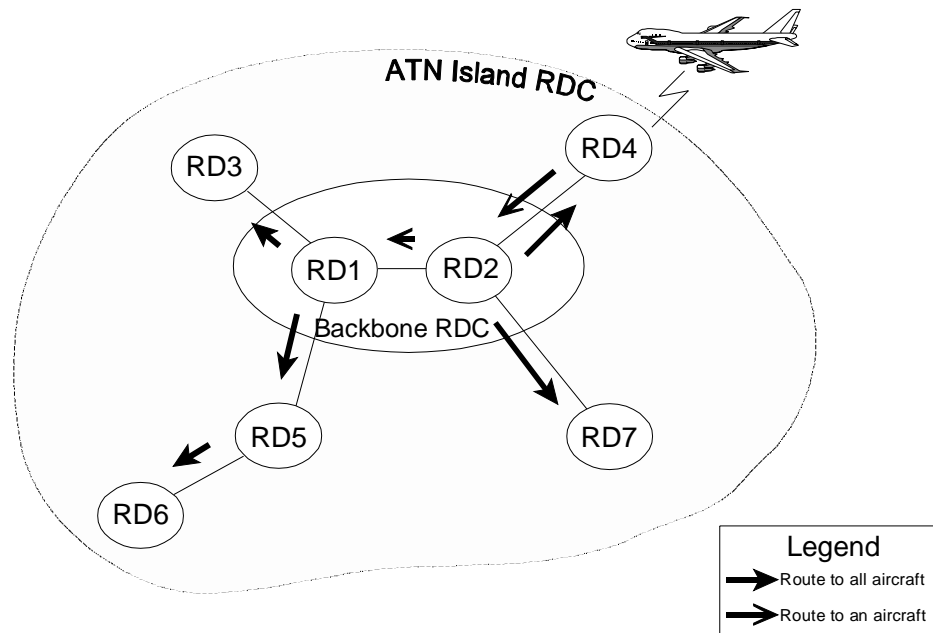 ATN Island RDC
RD4
RD3
RD1
RD2
Backbone RDC
RD5
RD7
RD6
Legend
Route to all aircraft
Route to an aircraft